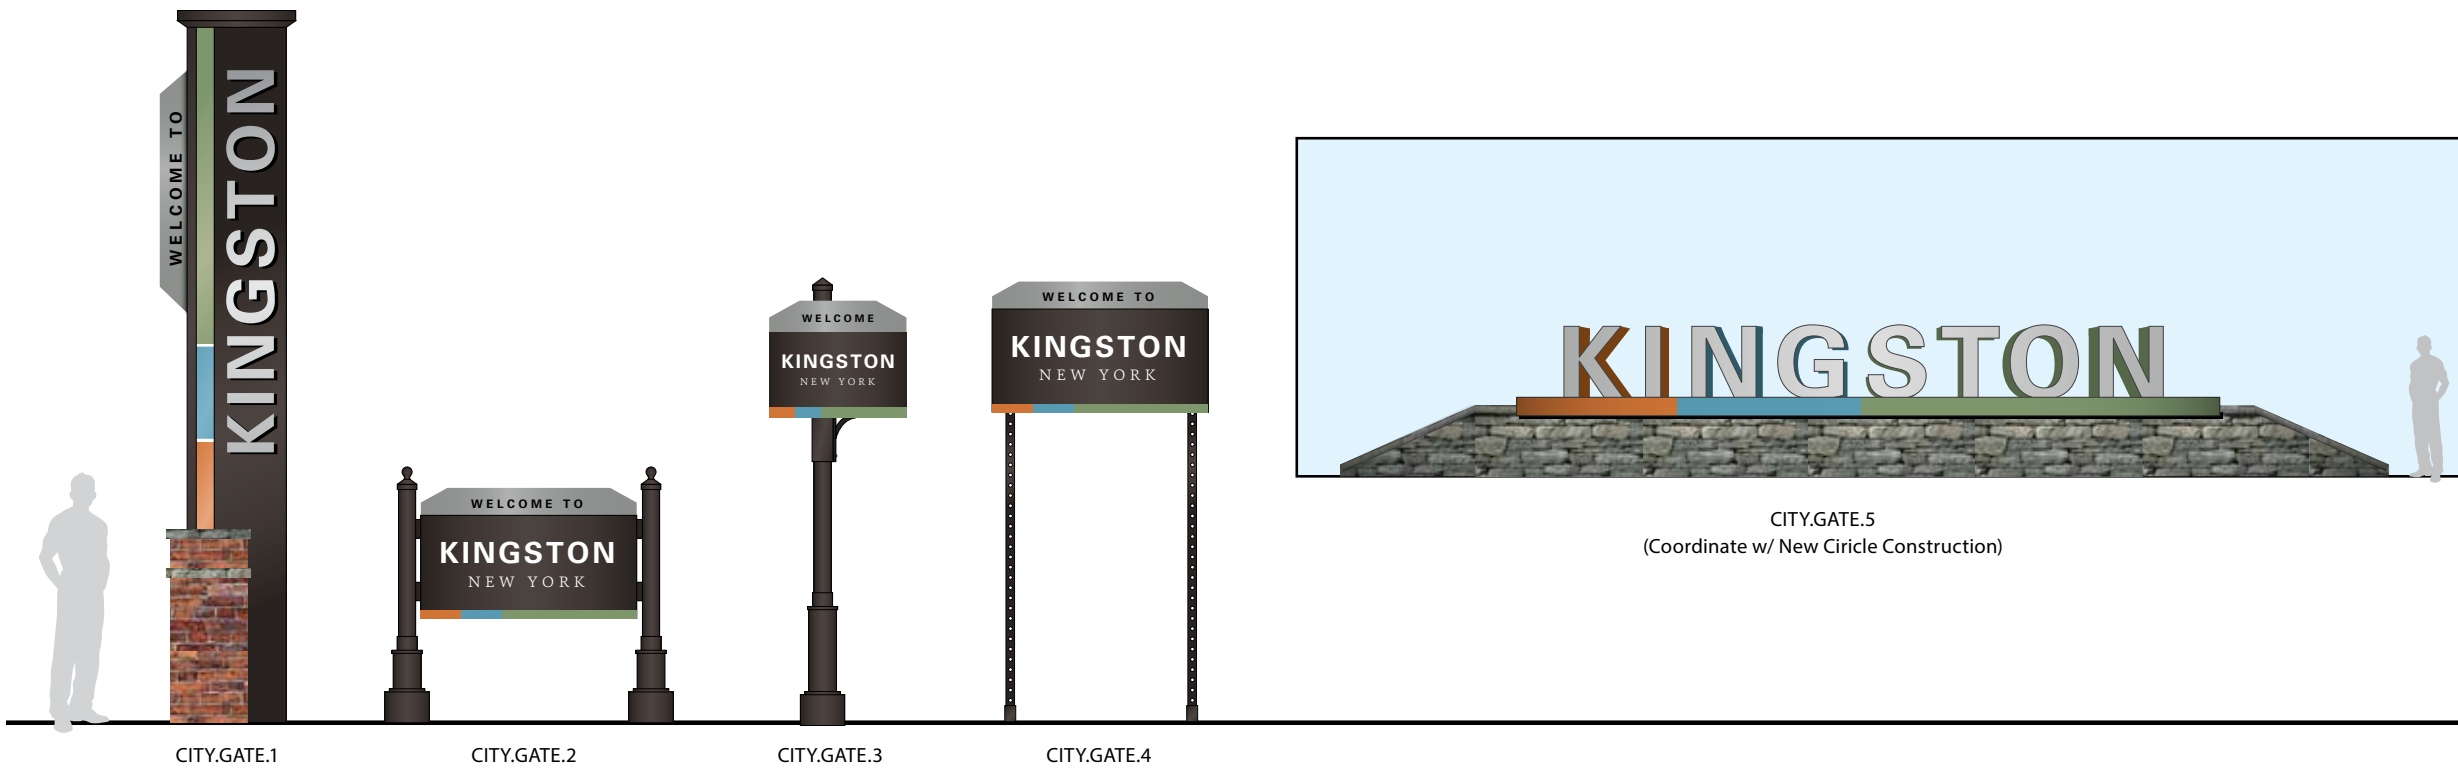 WELCOME TO
KINGSTON
CITY.GATE.1
WELCOME TO
KINGSTON
NEW YORK
CITY.GATE.2
WELCOME
KINGSTON
NEW YORK
CITY.GATE.3
WELCOME TO
KINGSTON
NEW YORK
CITY.GATE.4
KINGSTON
CITY.GATE.5
(Coordinate w/ New Ciricle Construction)